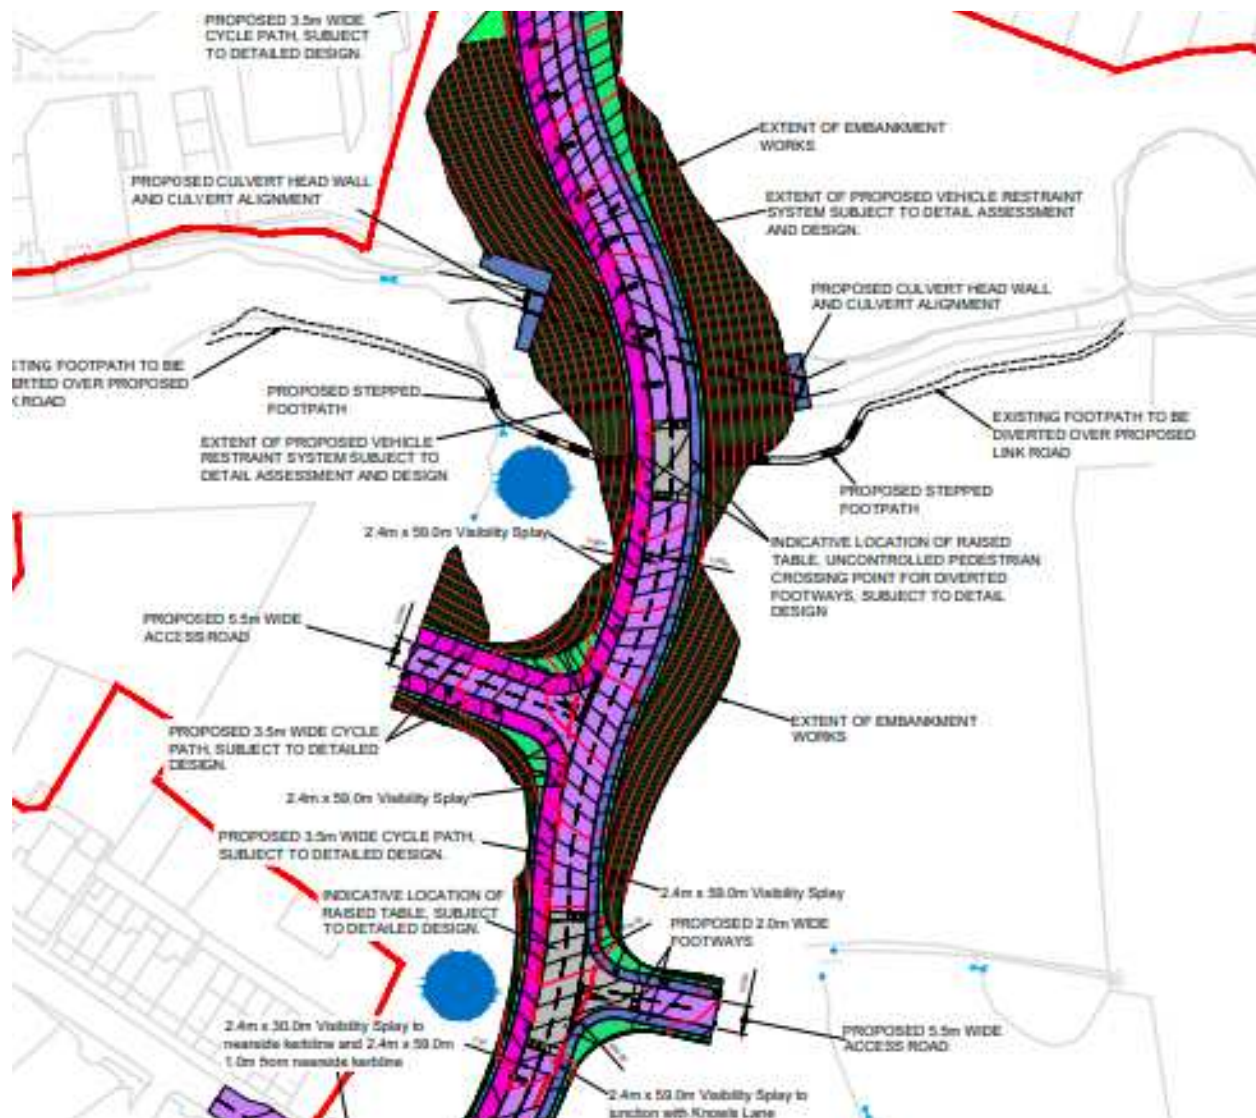 PROPOSED 3.5m WIDE
CYCLE PATH, SUBJECT
TO DETAILED DESIGN
EXTENT OF EMBANKMENT
WORKS
PROPOSED CULVERT HEAD WALL
AND CULVERT ALIGNMENT
EXTENT OF PROPOSED VEHICLE RESTRAINT
SYSTEM SUBJECT TO DETAIL ASSESSMENT
AND DESIGN.
PROPOSED CULVERT HEAD WALL
AND CULVERT ALIGNMENT
STING FOOTPATH TO BE
ERTED OVER PROPOSED
K ROAD
PROPOSED STEPPED
FOOTPATH
EXISTING FOOTPATH TO BE
DIVERTED OVER PROPOSED
LINK ROAD
EXTENT OF PROPOSED VEHICLE
RESTRAINT SYSTEM SUBJECT TO
DETAIL ASSESSMENT AND DESIGN
PROPOSED STEPPED
FOOTPATH
2.4m x 59.0m Visibility Splay
INDICATIVE LOCATION OF RAISED
TABLE, UNCONTROLLED PEDESTRIAN
CROSSING POINT FOR DIVERTED
FOOTWAYS, SUBJECT TO DETAIL
DESIGN
PROPOSED 5.5m WIDE
ACCESS ROAD
PROPOSED 3.5m WIDE CYCLE
PATH, SUBJECT TO DETAILED
DESIGN.
EXTENT OF EMBANKMENT
WORKS
2.4m x 59.0m Visibility Splay
PROPOSED 3.5m WIDE CYCLE PATH,
SUBJECT TO DETAILED DESIGN.
INDICATIVE LOCATION OF
RAISED TABLE, SUBJECT
TO DETAILED DESIGN.
2.4m x 59.0m Visibility Splay
PROPOSED 2.0m WIDE
FOOTWAYS
2.4m x 30.0m Visibility Splay to
nearside kerbline and 2.4m x 59.0m
1.0m from nearside kerbline
PROPOSED 5.5m WIDE
ACCESS ROAD
2.4m x 59.0m Visibility Splay to
junction with Knowle Lane